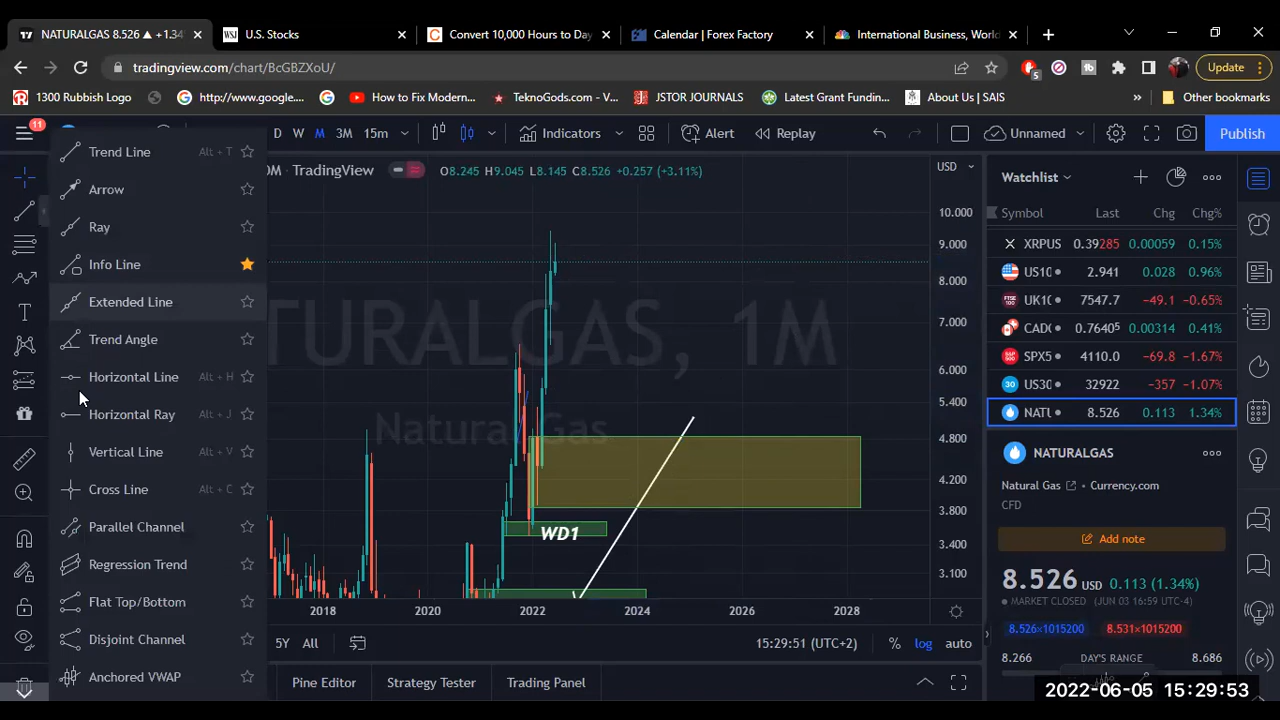 NATURALGAS 8.526 ▲ +1.34
U.S. Stocks
Convert 10,000 Hours to Day
Calendar | Forex Factory
International Business, World
tradingview.com/chart/BcGBZXoU/
5
Update
1300 Rubbish Logo
http://www.google....
How to Fix Modern...
TeknoGods.com - V...
JSTOR JOURNALS
Latest Grant Fundin...
About Us | SAIS
»
Other bookmarks
11
D W M 3M 15m
Indicators
Alert
Replay
Unnamed
Publish
Trend Line Alt + T
Arrow
Ray
Info Line
Extended Line
Trend Angle
Horizontal Line Alt + H
Horizontal Ray Alt + J
Vertical Line Alt + V
Cross Line Alt + C
Parallel Channel
Regression Trend
Flat Top/Bottom
Disjoint Channel
Anchored VWAP
TradingView
O8.245 H9.045 L8.145 C8.526 +0.257 (+3.11%)
TURALGAS, 1M
Natural Gas
WD1
USD
10.000
9.000
8.000
7.000
6.000
5.400
4.800
4.200
3.800
3.400
3.100
2018 2020 2022 2024 2026 2028
5Y All
15:29:51 (UTC+2)
% log auto
Pine Editor
Strategy Tester
Trading Panel
Watchlist
Symbol Last Chg Chg%
XRPUS 0.39285 0.00059 0.15%
US10 2.941 0.028 0.96%
UK10 7547.7 -49.1 -0.65%
CADC 0.76405 0.00314 0.41%
SPX5 4110.0 -69.8 -1.67%
US30 32922 -357 -1.07%
NATU 8.526 0.113 1.34%
NATURALGAS
Natural Gas Currency.com
CFD
Add note
8.526 USD 0.113 (1.34%)
MARKET CLOSED (JUN 03 16:59 UTC-4)
8.526×1015200 8.531×1015200
8.266 DAY'S RANGE 8.686
2022-06-05 15:29:53